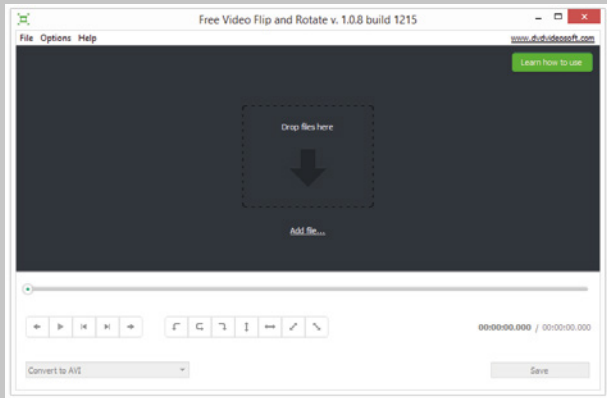 Free Video Flip and Rotate v. 1.0.8 build 1215
File Options Help www.dvdvideosoft.com
Learn how to use
Drop files here
Add file...
00:00:00.000 / 00:00:00.000
Convert to AVI Save